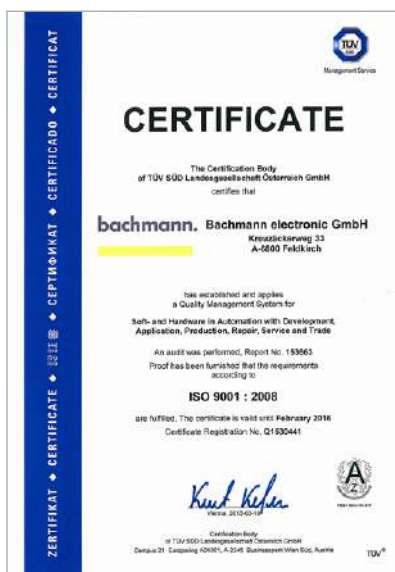 TÜV
SÜD
Management Service
CERTIFICATE
The Certification Body
of TÜV SÜD Landesgesellschaft Österreich GmbH
certifies that
bachmann. Bachmann electronic GmbH
Kreuzäckerweg 33
A-6800 Feldkirch
has established and applies
a Quality Management System for
Soft- and Hardware in Automation with Development,
Application, Production, Repair, Service and Trade
An audit was performed, Report No. 153663
Proof has been furnished that the requirements
according to
ISO 9001 : 2008
are fulfilled. The certificate is valid until February 2016
Certificate Registration No. Q1530441
Certification Body
of TÜV SÜD Landesgesellschaft Österreich GmbH
TÜV®
ZERTIFIKAT ◆ CERTIFICATE ◆ ◆ СЕРТИФИКАТ ◆ CERTIFICADO ◆ CERTIFICAT